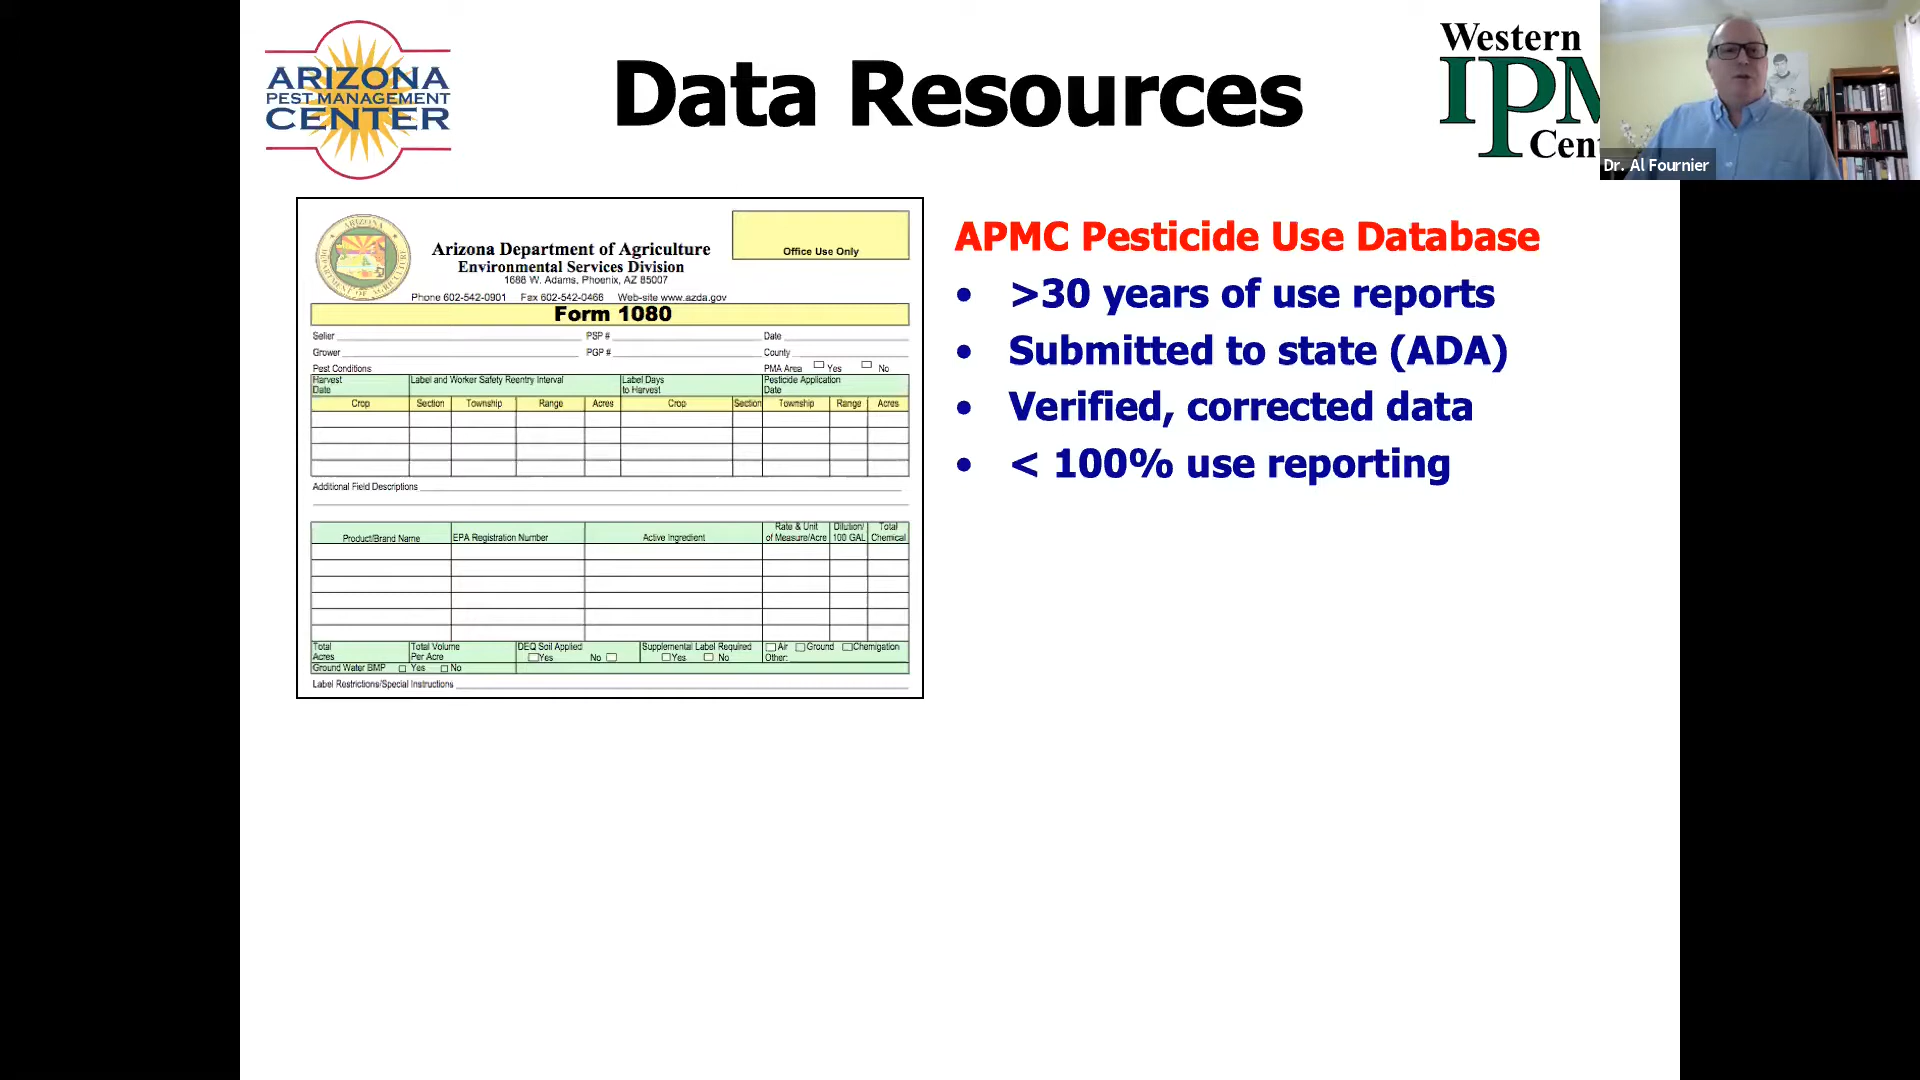 ARIZONA
PEST MANAGEMENT
CENTER
Data Resources
Western
IPM
Cen
Dr. Al Fournier
Arizona Department of Agriculture
Environmental Services Division
1688 W. Adams, Phoenix, AZ 85007
Phone 602-542-0901 Fax 602-542-0466 Web-site www.azda.gov
Office Use Only
Form 1080
Seller PSP # Date
Grower PGP # County
Pest Conditions PMA Area Yes No
Harvest Date Label and Worker Safety Reentry Interval Label Days to Harvest Pesticide Application Date
Crop Section Township Range Acres Crop Section Township Range Acres
Additional Field Descriptions
Product/Brand Name EPA Registration Number Active Ingredient Rate & Unit of Measure/Acre Dilution/ 100 GAL Total Chemical
Total Acres Total Volume Per Acre DEQ Soil Applied Yes No Supplemental Label Required Yes No Air Ground Chemigation Other:
Ground Water BMP Yes No
Label Restrictions/Special Instructions
APMC Pesticide Use Database
• >30 years of use reports
• Submitted to state (ADA)
• Verified, corrected data
• < 100% use reporting